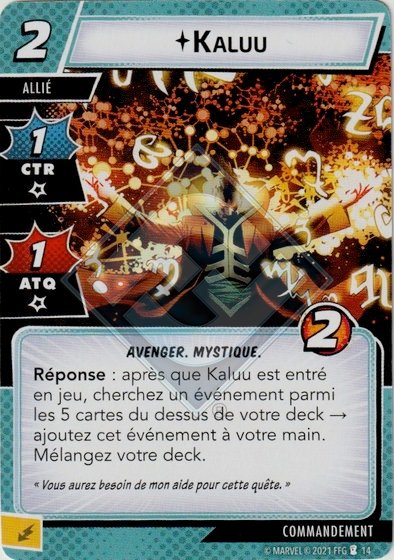 2
Kaluu
ALLIÉ
1
CTR
1
ATQ
2
AVENGER. MYSTIQUE.
Réponse : après que Kaluu est entré
en jeu, cherchez un événement parmi
les 5 cartes du dessus de votre deck →
ajoutez cet événement à votre main.
Mélangez votre deck.
« Vous aurez besoin de mon aide pour cette quête. »
COMMANDEMENT
© MARVEL © 2021 FFG 14